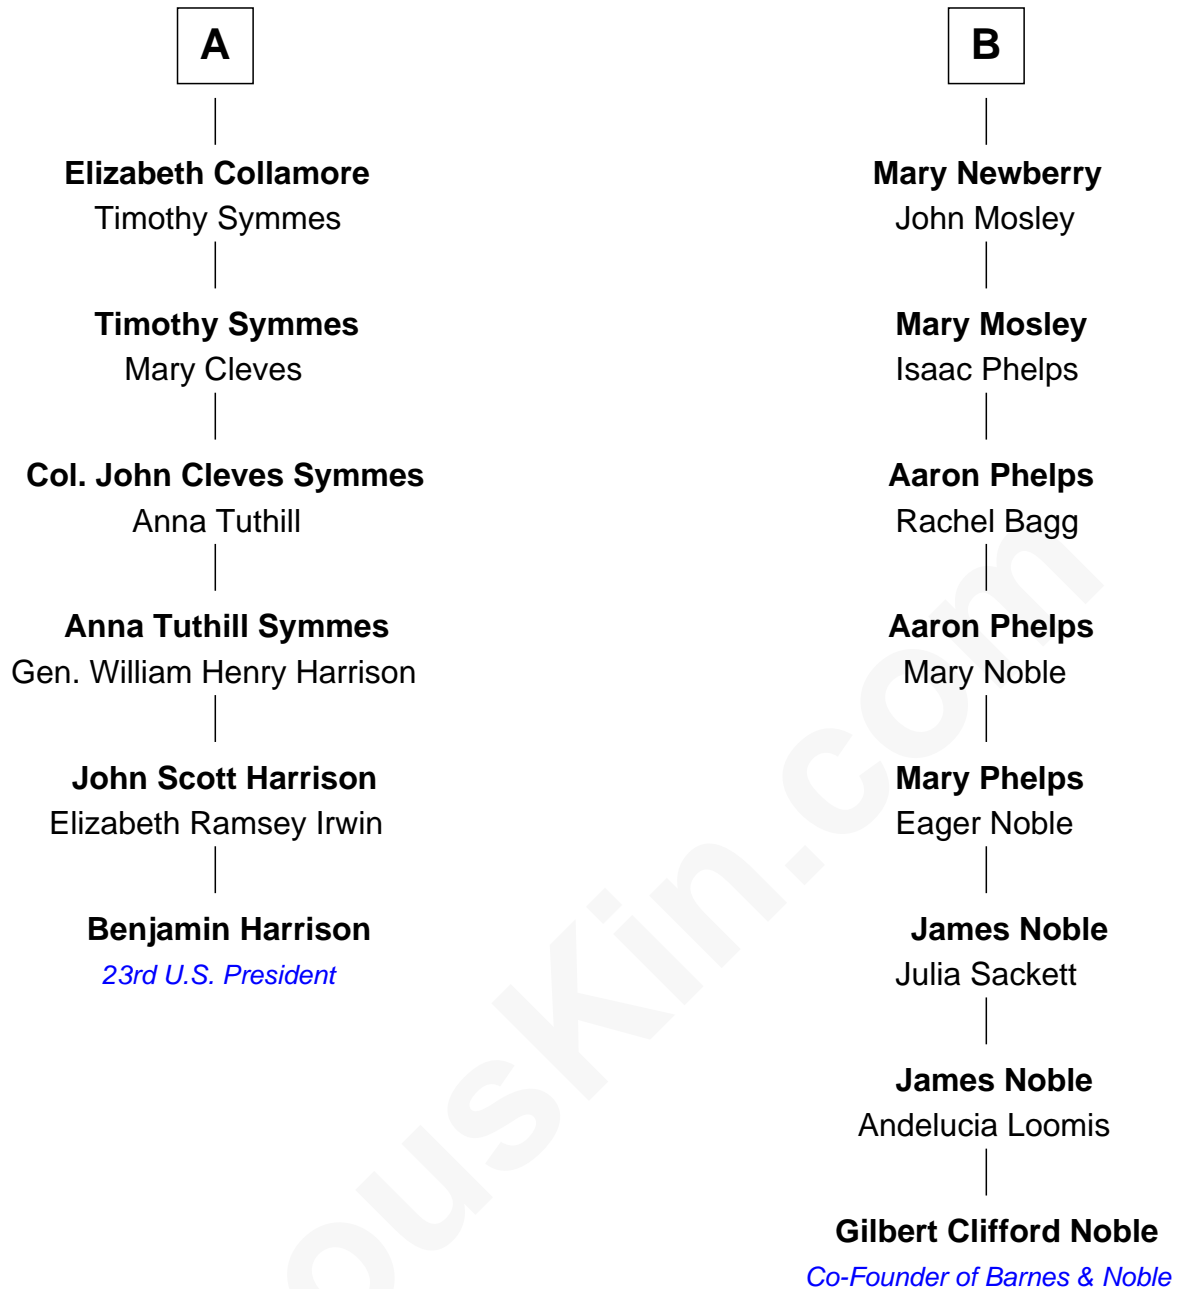 A
Elizabeth Collamore
Timothy Symmes
Timothy Symmes
Mary Cleves
Col. John Cleves Symmes
Anna Tuthill
Anna Tuthill Symmes
Gen. William Henry Harrison
John Scott Harrison
Elizabeth Ramsey Irwin
Benjamin Harrison
23rd U.S. President
B
Mary Newberry
John Mosley
Mary Mosley
Isaac Phelps
Aaron Phelps
Rachel Bagg
Aaron Phelps
Mary Noble
Mary Phelps
Eager Noble
James Noble
Julia Sackett
James Noble
Andelucia Loomis
Gilbert Clifford Noble
Co-Founder of Barnes & Noble
ousKin.com